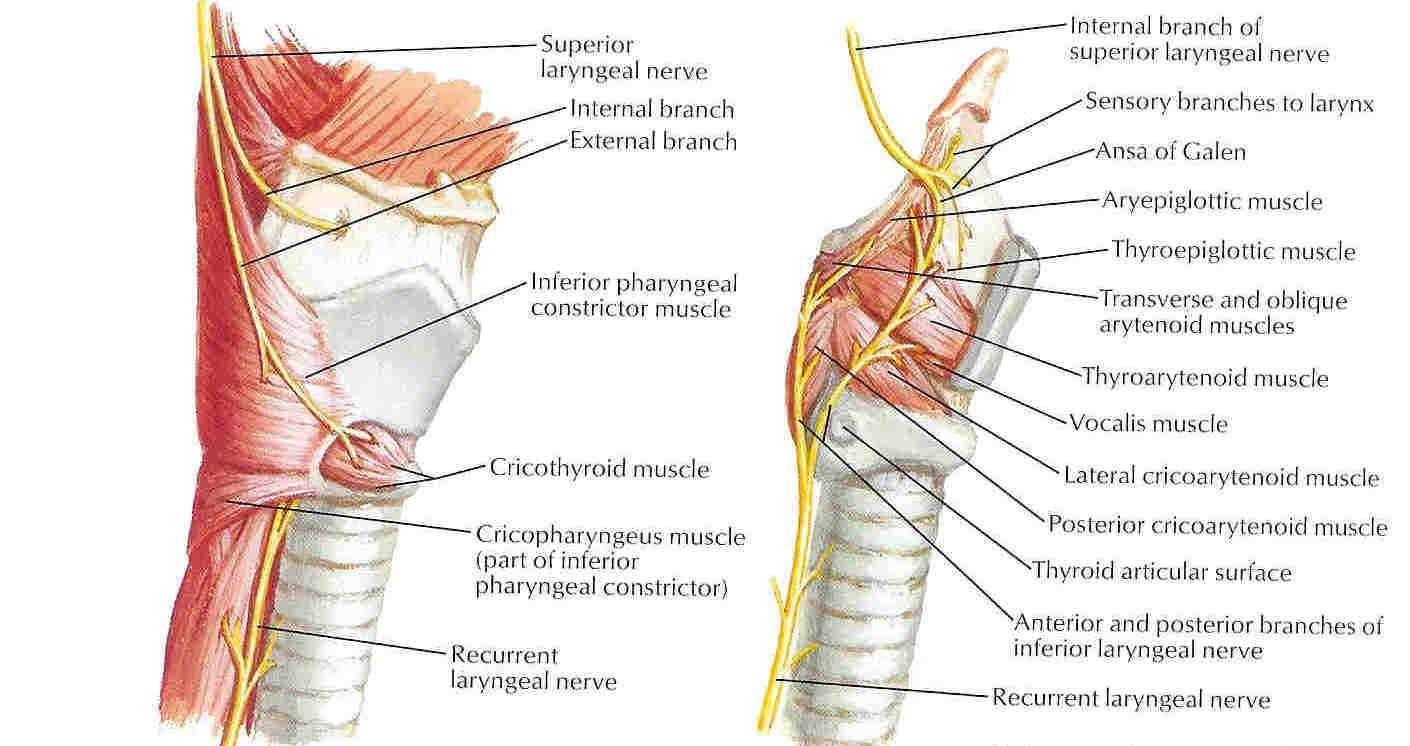 Superior
laryngeal nerve
Internal branch
External branch
Inferior pharyngeal
constrictor muscle
Cricothyroid muscle
Cricopharyngeus muscle
(part of inferior
pharyngeal constrictor)
Recurrent
laryngeal nerve
Internal branch of
superior laryngeal nerve
Sensory branches to larynx
Ansa of Galen
Aryepiglottic muscle
Thyroepiglottic muscle
Transverse and oblique
arytenoid muscles
Thyroarytenoid muscle
Vocalis muscle
Lateral cricoarytenoid muscle
Posterior cricoarytenoid muscle
Thyroid articular surface
Anterior and posterior branches of
inferior laryngeal nerve
Recurrent laryngeal nerve